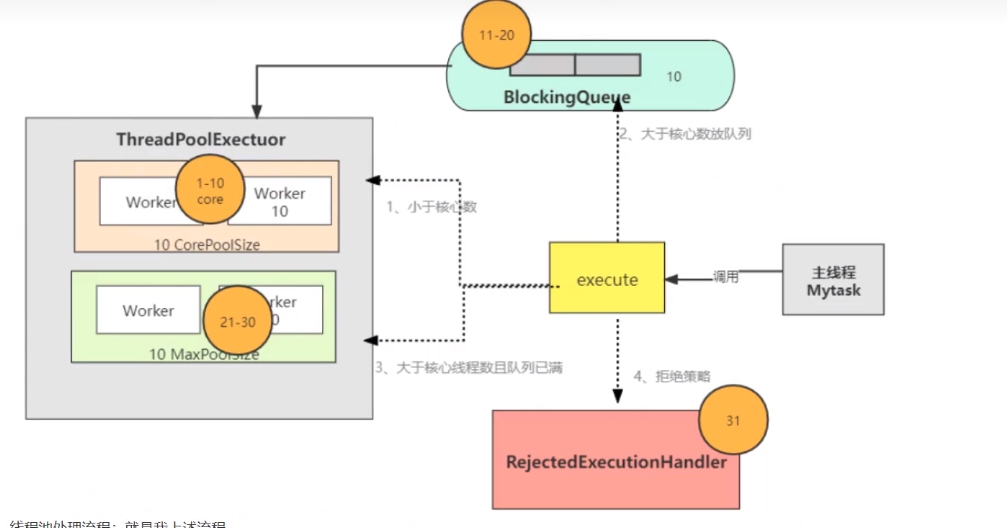 11-20
10
BlockingQueue
2、大于核心数放队列
ThreadPoolExectuor
Worker
1-10
core
Worker
10
10 CorePoolSize
1、小于核心数
execute
调用
主线程
Mytask
Worker
21-30
10 MaxPoolSize
3、大于核心线程数且队列已满
4、拒绝策略
31
RejectedExecutionHandler
线程池处理流程：就是我上述流程